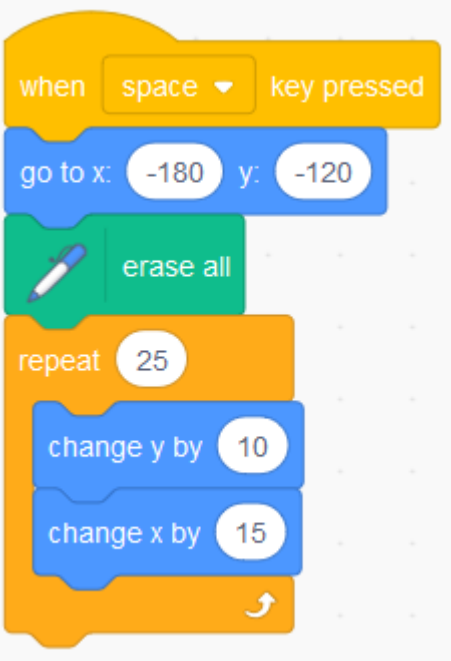 when space key pressed
go to x: -180 y: -120
erase all
repeat 25
change y by 10
change x by 15